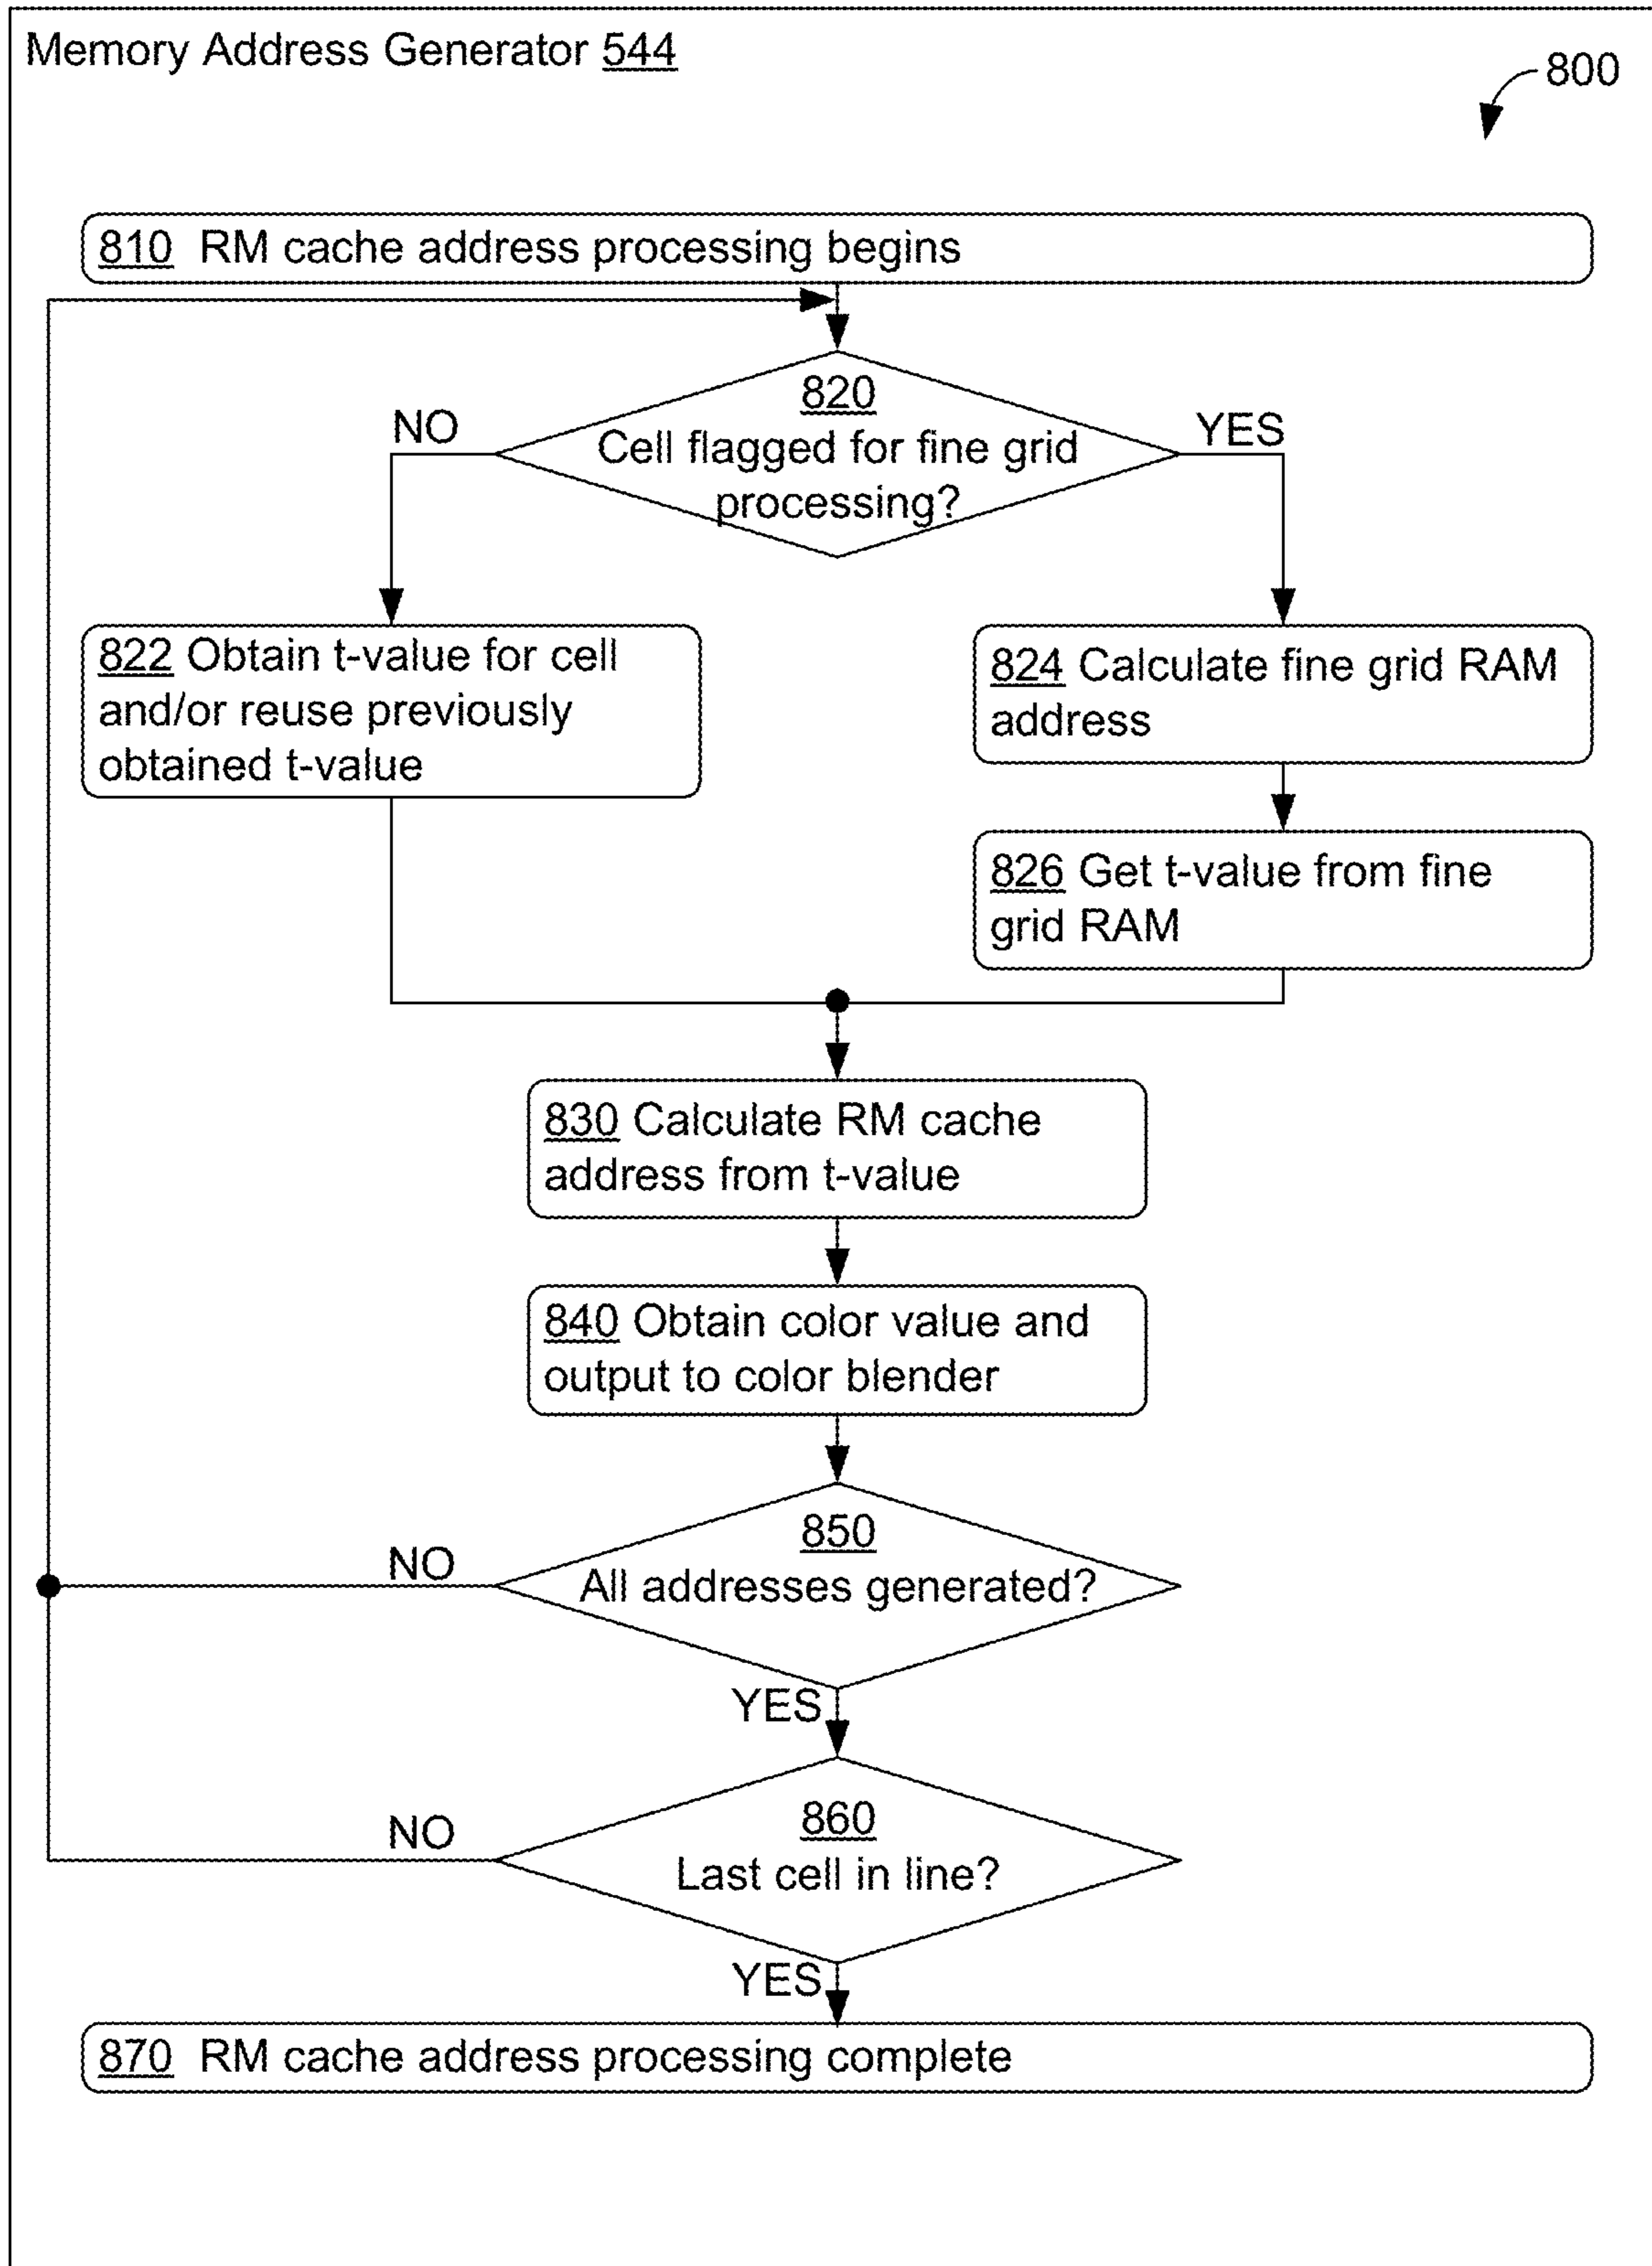 Memory Address Generator 544
800
810 RM cache address processing begins
820
Cell flagged for fine grid
processing?
NO
YES
822 Obtain t-value for cell
and/or reuse previously
obtained t-value
824 Calculate fine grid RAM
address
826 Get t-value from fine
grid RAM
830 Calculate RM cache
address from t-value
840 Obtain color value and
output to color blender
850
All addresses generated?
NO
YES
860
Last cell in line?
NO
YES
870 RM cache address processing complete